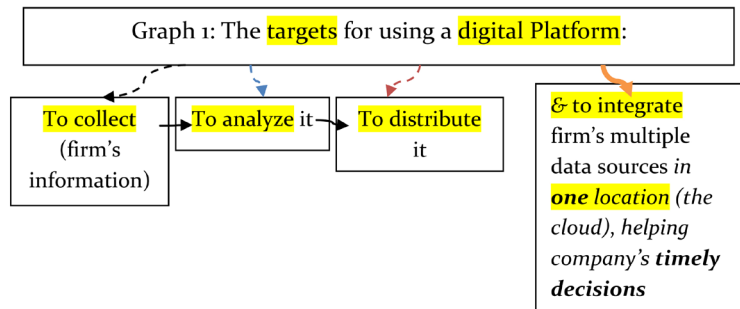 Graph 1: The targets for using a digital Platform:
To collect
(firm's
information)
To analyze it
To distribute
it
& to integrate
firm's multiple
data sources in
one location (the
cloud), helping
company's timely
decisions